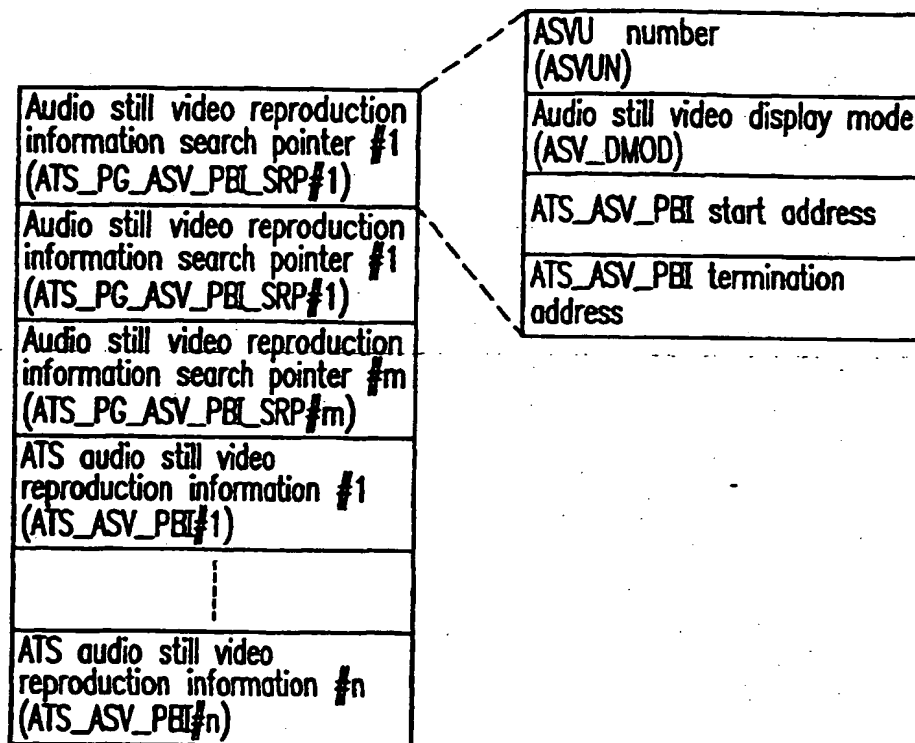 Audio still video reproduction
information search pointer #1
(ATS_PG_ASV_PBI_SRP#1)
Audio still video reproduction
information search pointer #1
(ATS_PG_ASV_PBI_SRP#1)
Audio still video reproduction
information search pointer #m
(ATS_PG_ASV_PBI_SRP#m)
ATS audio still video
reproduction information #1
(ATS_ASV_PBI#1)
ATS audio still video
reproduction information #n
(ATS_ASV_PBI#n)
ASVU number
(ASVUN)
Audio still video display mode
(ASV_DMOD)
ATS_ASV_PBI start address
ATS_ASV_PBI termination
address